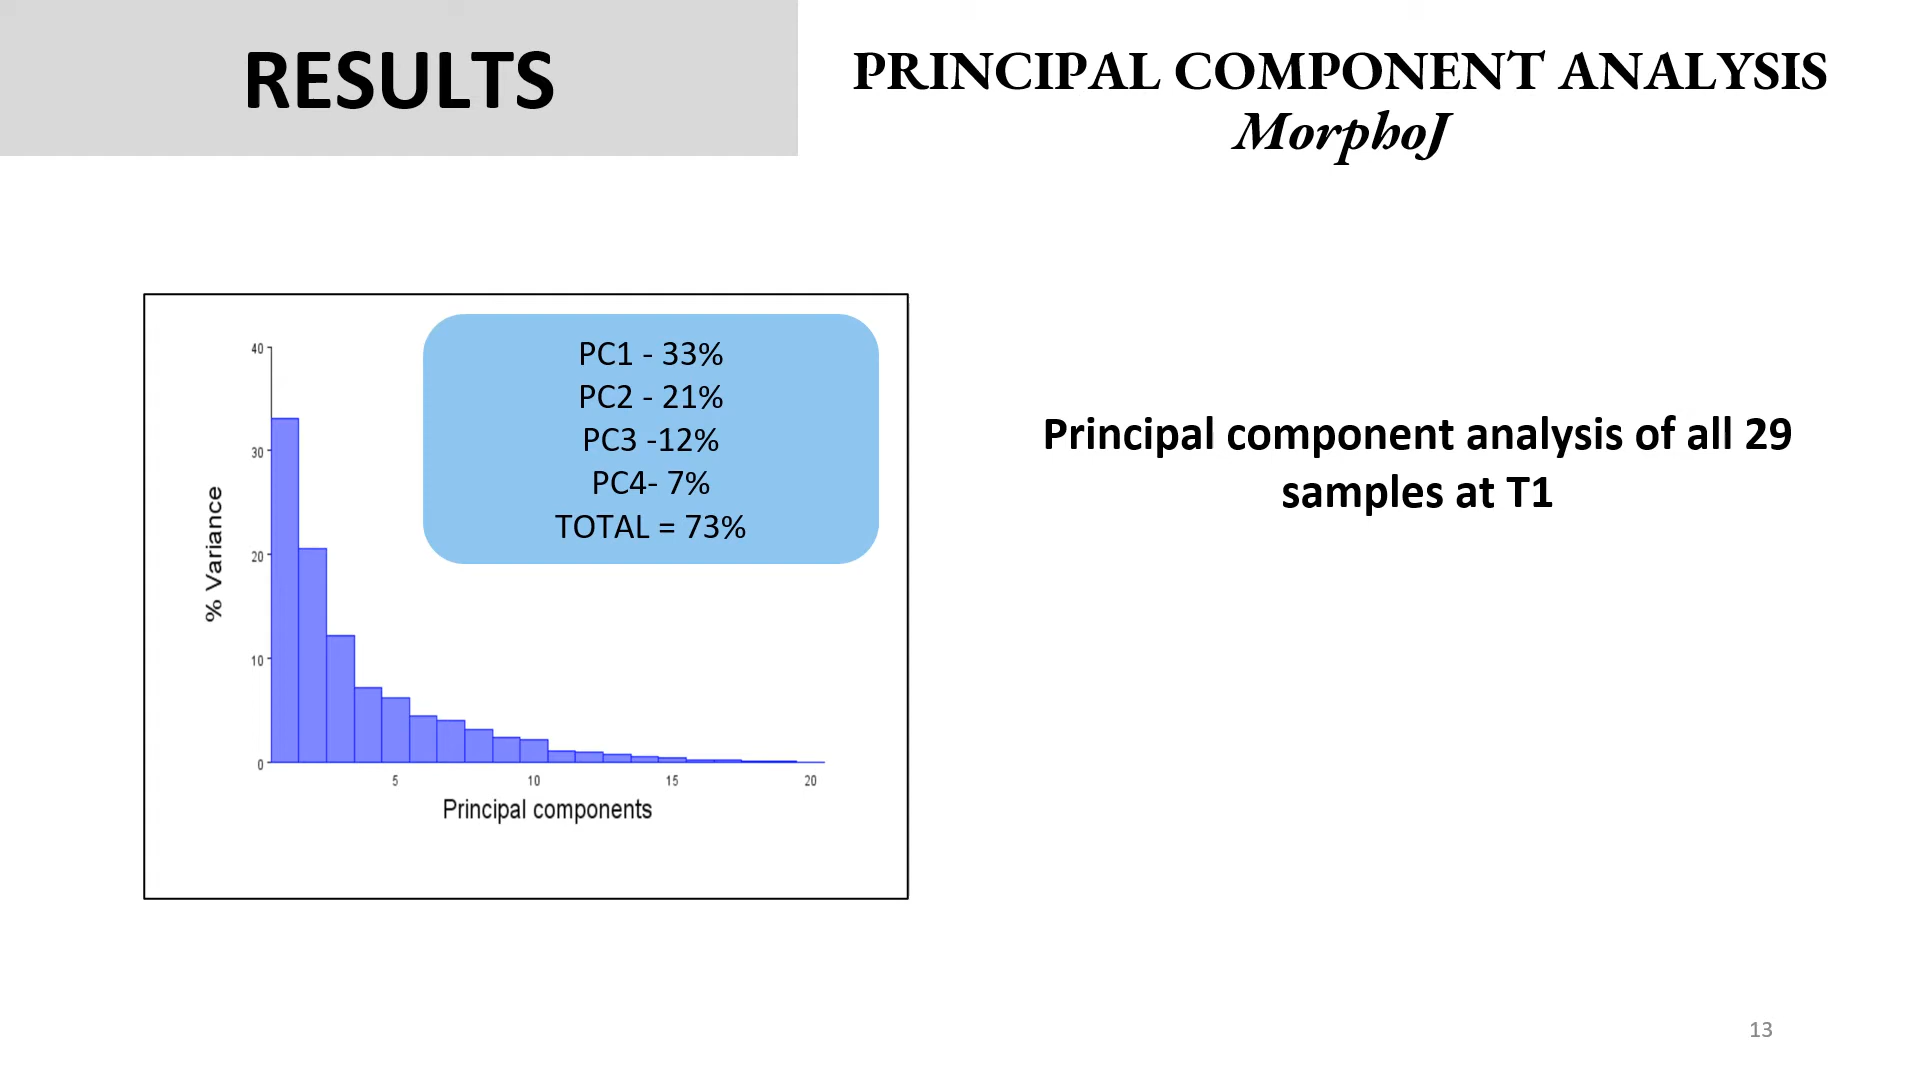 RESULTS
PRINCIPAL COMPONENT ANALYSIS
MorphoJ
PC1 - 33%
PC2 - 21%
PC3 -12%
PC4- 7%
TOTAL = 73%
40
30
20
10
0
% Variance
5 10 15 20
Principal components
Principal component analysis of all 29
samples at T1
13